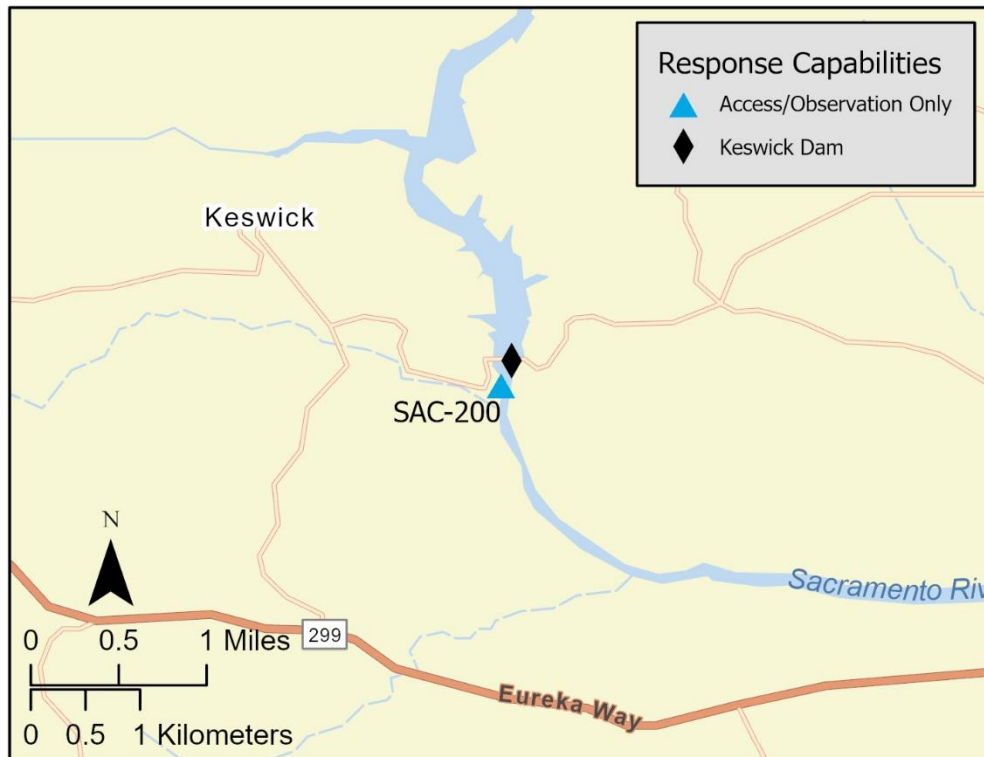 Response Capabilities
Access/Observation Only
Keswick Dam
Keswick
SAC-200
N
Sacramento Riv
0 0.5 1 Miles
299
0 0.5 1 Kilometers
Eureka Way